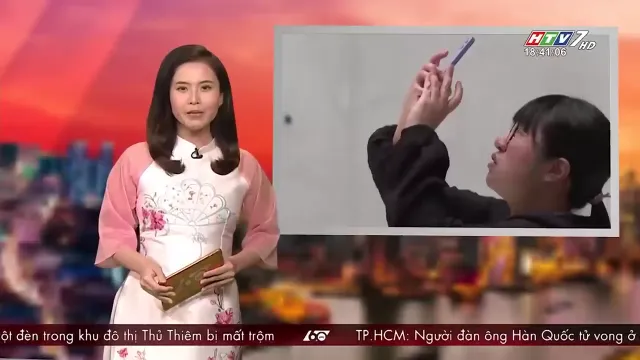 HTV7 HD
18:41/06
ột đèn trong khu đô thị Thủ Thiêm bị mất trộm 60 TP.HCM: Người đàn ông Hàn Quốc tử vong ở